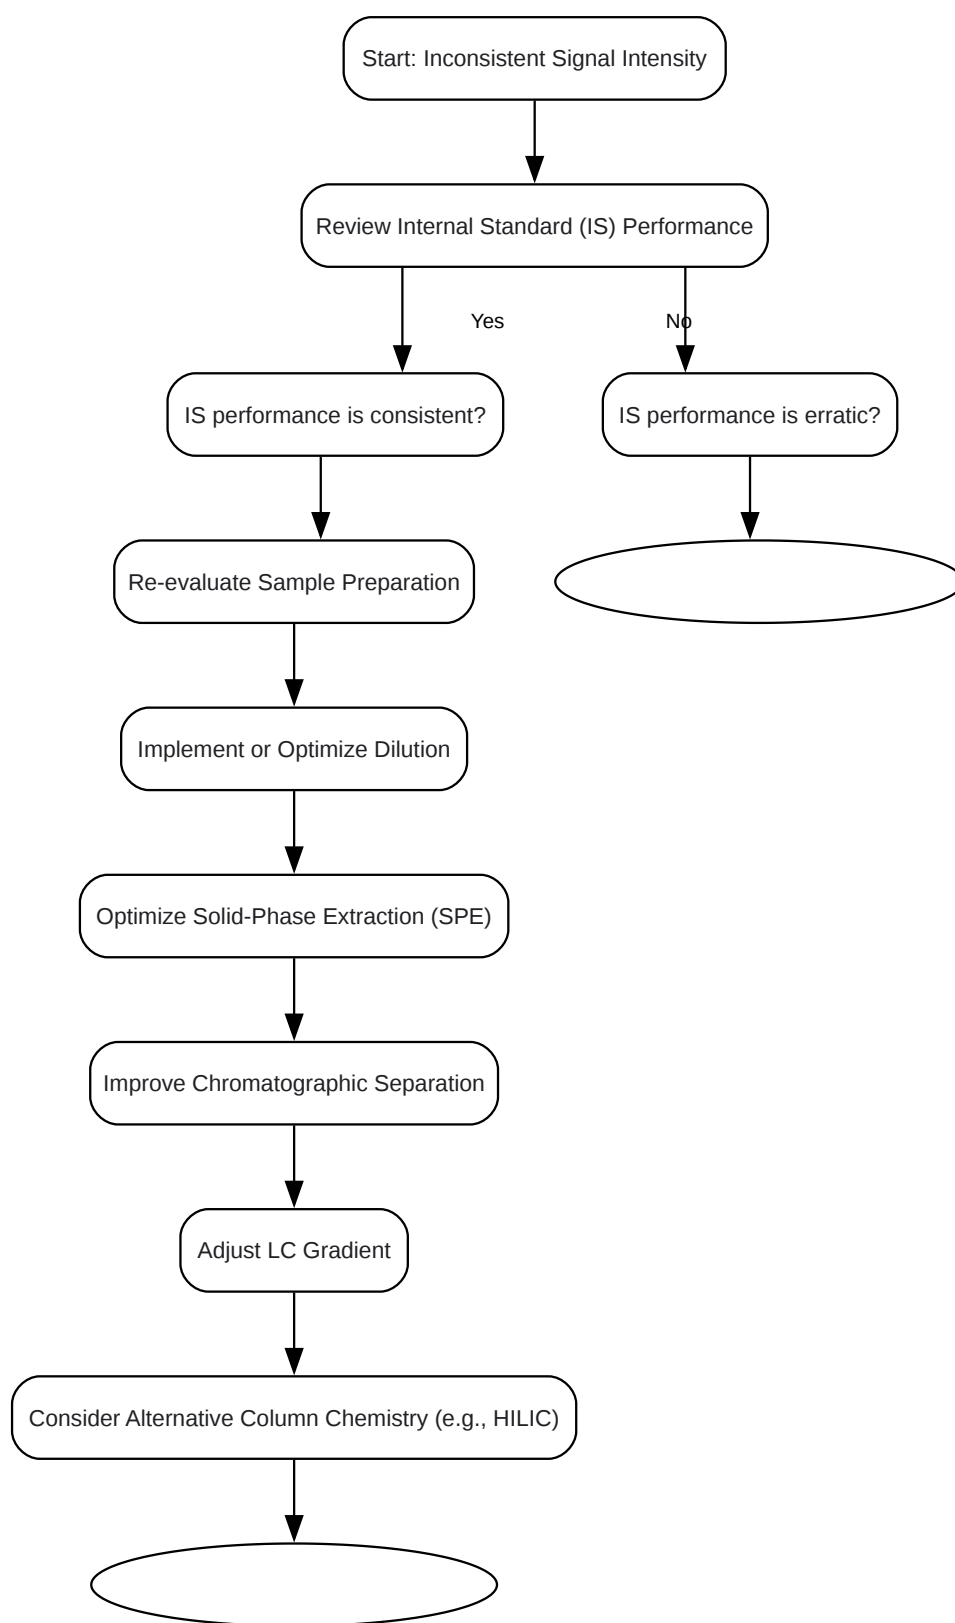 Start: Inconsistent Signal Intensity
Review Internal Standard (IS) Performance
Yes
No
IS performance is consistent?
IS performance is erratic?
Re-evaluate Sample Preparation
Implement or Optimize Dilution
Optimize Solid-Phase Extraction (SPE)
Improve Chromatographic Separation
Adjust LC Gradient
Consider Alternative Column Chemistry (e.g., HILIC)